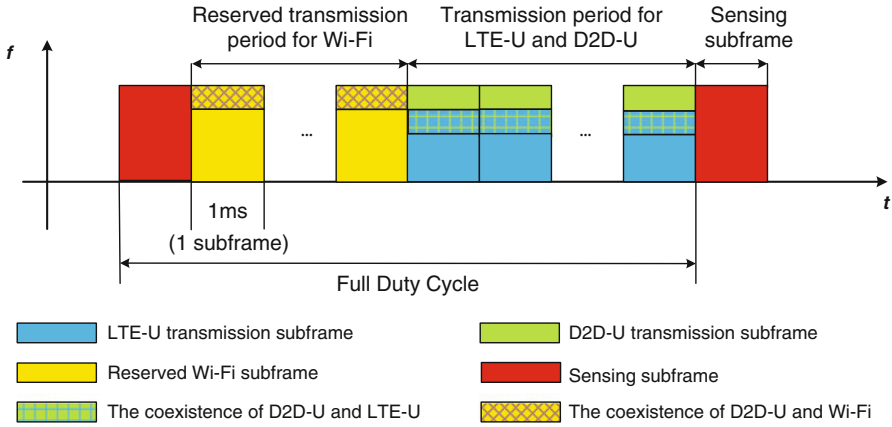 Reserved transmission
period for Wi-Fi
Transmission period for
LTE-U and D2D-U
Sensing
subframe
f
...
...
t
1ms
(1 subframe)
Full Duty Cycle
LTE-U transmission subframe
D2D-U transmission subframe
Reserved Wi-Fi subframe
Sensing subframe
The coexistence of D2D-U and LTE-U
The coexistence of D2D-U and Wi-Fi